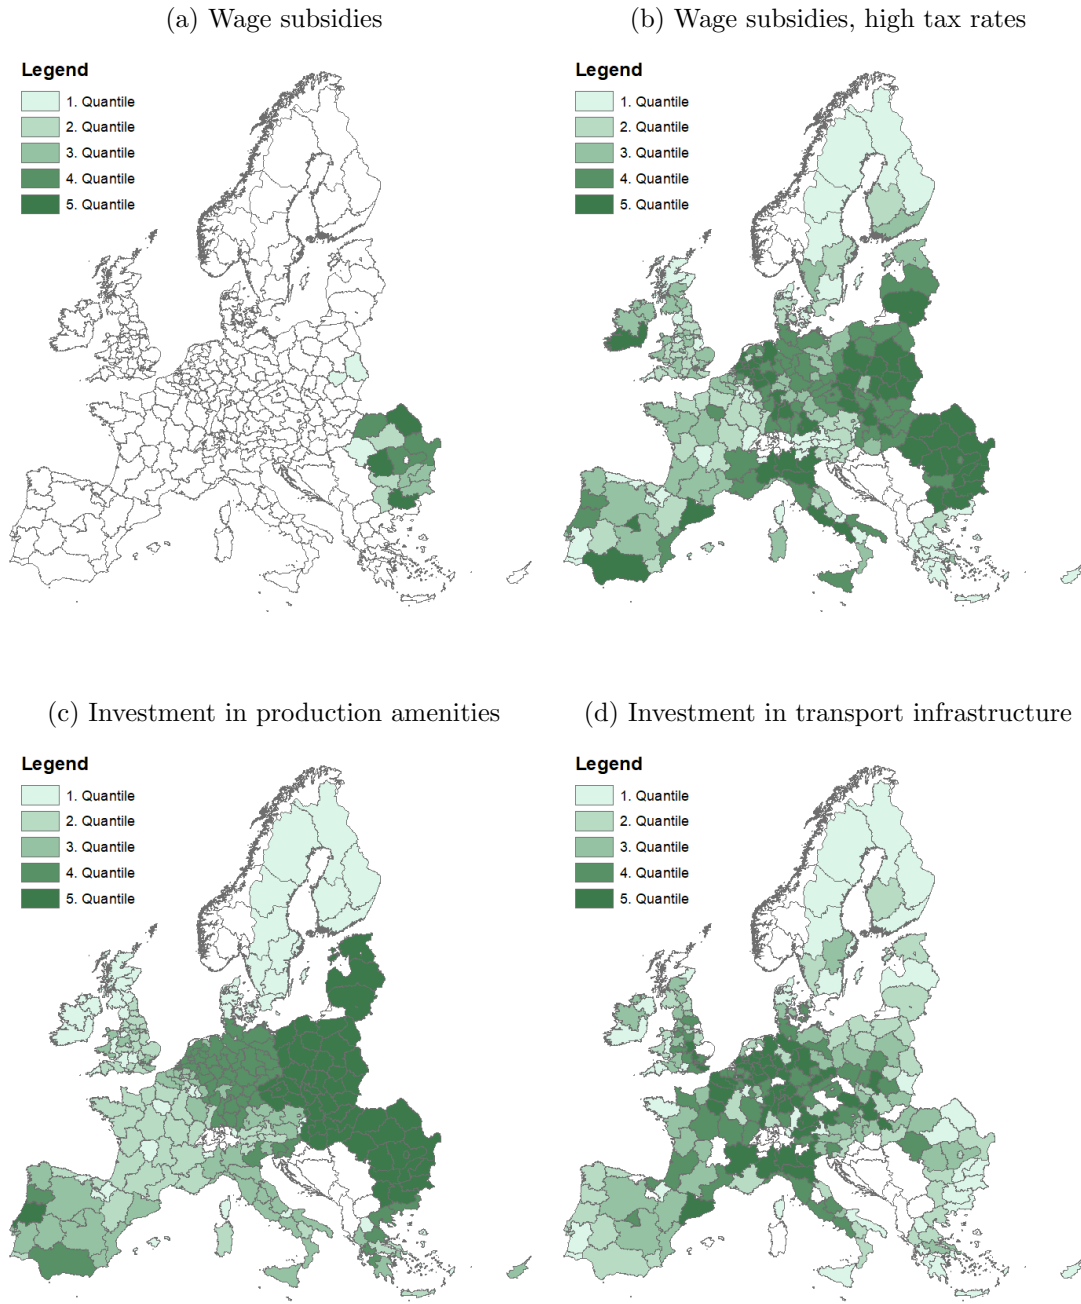 (a) Wage subsidies
Legend
1. Quantile
2. Quantile
3. Quantile
4. Quantile
5. Quantile
(b) Wage subsidies, high tax rates
Legend
1. Quantile
2. Quantile
3. Quantile
4. Quantile
5. Quantile
(c) Investment in production amenities
Legend
1. Quantile
2. Quantile
3. Quantile
4. Quantile
5. Quantile
(d) Investment in transport infrastructure
Legend
1. Quantile
2. Quantile
3. Quantile
4. Quantile
5. Quantile